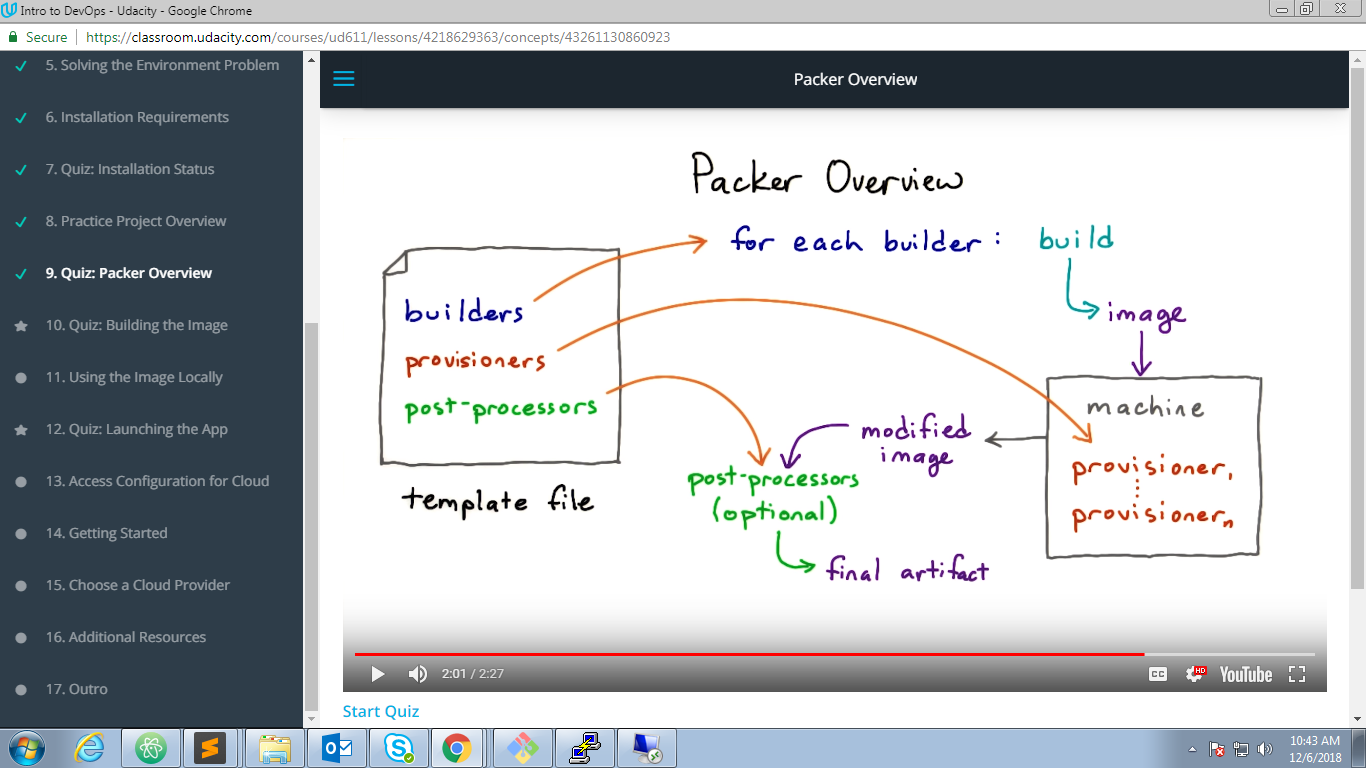 Intro to DevOps - Udacity - Google Chrome
Secure
https://classroom.udacity.com/courses/ud611/lessons/4218629363/concepts/43261130860923
5. Solving the Environment Problem
6. Installation Requirements
7. Quiz: Installation Status
8. Practice Project Overview
9. Quiz: Packer Overview
10. Quiz: Building the Image
11. Using the Image Locally
12. Quiz: Launching the App
13. Access Configuration for Cloud
14. Getting Started
15. Choose a Cloud Provider
16. Additional Resources
17. Outro
Packer Overview
Packer Overview
for each builder: build
image
builders
provisioners
post-processors
template file
machine
provisioner1
provisionern
modified
image
post-processors
(optional)
final artifact
2:01 / 2:27
CC
HD
YouTube
Start Quiz
10:43 AM
12/6/2018